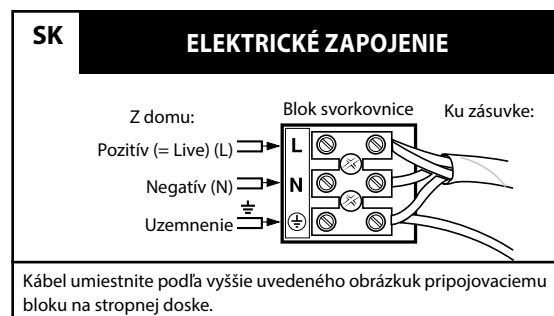 SK
ELEKTRICKÉ ZAPOJENIE
Z domu:
Blok svorkovnice
Ku zásuvke:
Pozitív (= Live) (L)
L
Negatív (N)
N
Uzemnenie
Kábel umiestnite podľa vyššie uvedeného obrázkuk pripojovaciemu
bloku na stropnej doske.